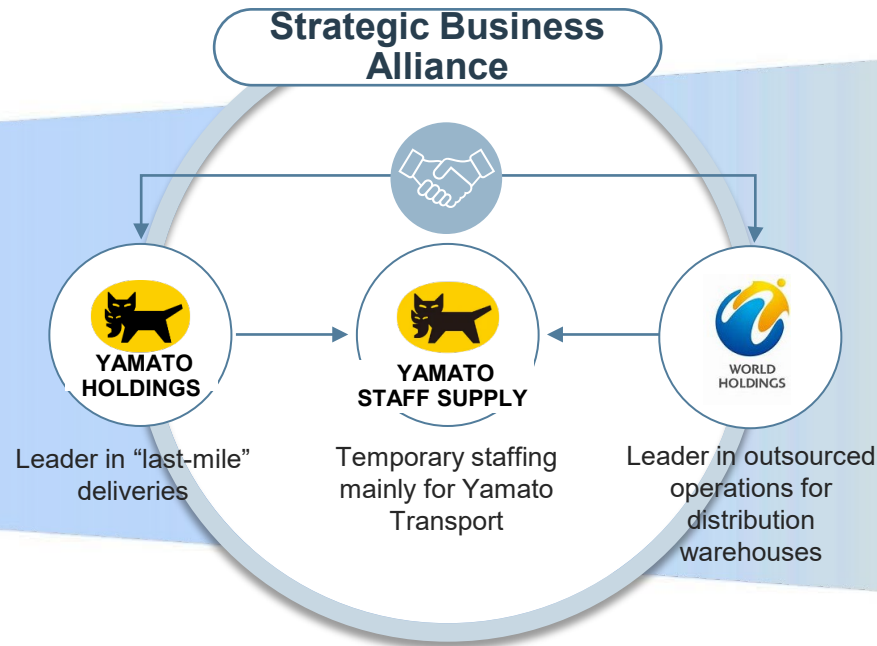 Strategic Business
Alliance
YAMATO
HOLDINGS
YAMATO
STAFF SUPPLY
WORLD
HOLDINGS
Leader in “last-mile”
deliveries
Temporary staffing
mainly for Yamato
Transport
Leader in outsourced
operations for
distribution
warehouses